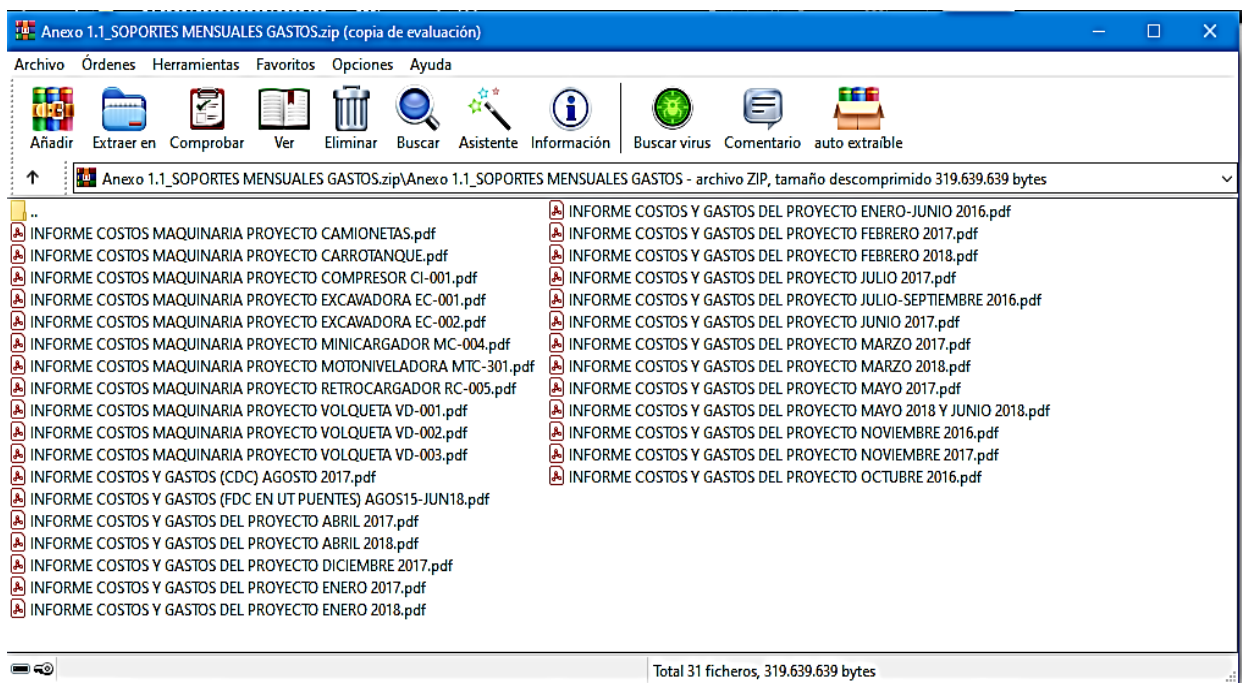 Anexo 1.1_SOPORTES MENSUALES GASTOS.zip (copia de evaluación)
Archivo Órdenes Herramientas Favoritos Opciones Ayuda
Añadir Extraer en Comprobar Ver Eliminar Buscar Asistente Información Buscar virus Comentario auto extraíble
Anexo 1.1_SOPORTES MENSUALES GASTOS.zip\Anexo 1.1_SOPORTES MENSUALES GASTOS - archivo ZIP, tamaño descomprimido 319.639.639 bytes
..
INFORME COSTOS MAQUINARIA PROYECTO CAMIONETAS.pdf
INFORME COSTOS MAQUINARIA PROYECTO CARROTANQUE.pdf
INFORME COSTOS MAQUINARIA PROYECTO COMPRESOR CI-001.pdf
INFORME COSTOS MAQUINARIA PROYECTO EXCAVADORA EC-001.pdf
INFORME COSTOS MAQUINARIA PROYECTO EXCAVADORA EC-002.pdf
INFORME COSTOS MAQUINARIA PROYECTO MINICARGADOR MC-004.pdf
INFORME COSTOS MAQUINARIA PROYECTO MOTONIVELADORA MTC-301.pdf
INFORME COSTOS MAQUINARIA PROYECTO RETROCARGADOR RC-005.pdf
INFORME COSTOS MAQUINARIA PROYECTO VOLQUETA VD-001.pdf
INFORME COSTOS MAQUINARIA PROYECTO VOLQUETA VD-002.pdf
INFORME COSTOS MAQUINARIA PROYECTO VOLQUETA VD-003.pdf
INFORME COSTOS Y GASTOS (CDC) AGOSTO 2017.pdf
INFORME COSTOS Y GASTOS (FDC EN UT PUENTES) AGOS15-JUN18.pdf
INFORME COSTOS Y GASTOS DEL PROYECTO ABRIL 2017.pdf
INFORME COSTOS Y GASTOS DEL PROYECTO ABRIL 2018.pdf
INFORME COSTOS Y GASTOS DEL PROYECTO DICIEMBRE 2017.pdf
INFORME COSTOS Y GASTOS DEL PROYECTO ENERO 2017.pdf
INFORME COSTOS Y GASTOS DEL PROYECTO ENERO 2018.pdf
INFORME COSTOS Y GASTOS DEL PROYECTO ENERO-JUNIO 2016.pdf
INFORME COSTOS Y GASTOS DEL PROYECTO FEBRERO 2017.pdf
INFORME COSTOS Y GASTOS DEL PROYECTO FEBRERO 2018.pdf
INFORME COSTOS Y GASTOS DEL PROYECTO JULIO 2017.pdf
INFORME COSTOS Y GASTOS DEL PROYECTO JULIO-SEPTIEMBRE 2016.pdf
INFORME COSTOS Y GASTOS DEL PROYECTO JUNIO 2017.pdf
INFORME COSTOS Y GASTOS DEL PROYECTO MARZO 2017.pdf
INFORME COSTOS Y GASTOS DEL PROYECTO MARZO 2018.pdf
INFORME COSTOS Y GASTOS DEL PROYECTO MAYO 2017.pdf
INFORME COSTOS Y GASTOS DEL PROYECTO MAYO 2018 Y JUNIO 2018.pdf
INFORME COSTOS Y GASTOS DEL PROYECTO NOVIEMBRE 2016.pdf
INFORME COSTOS Y GASTOS DEL PROYECTO NOVIEMBRE 2017.pdf
INFORME COSTOS Y GASTOS DEL PROYECTO OCTUBRE 2016.pdf
Total 31 ficheros, 319.639.639 bytes